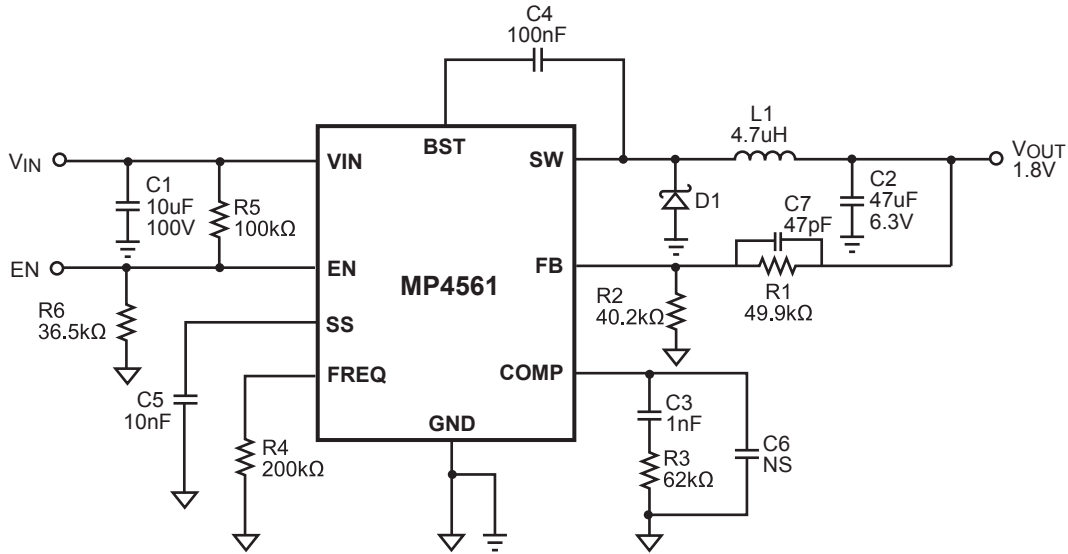 C4
100nF
BST
VIN
VIN
SW
L1
4.7uH
VOUT
1.8V
C1
10uF
100V
R5
100kΩ
D1
C2
47uF
6.3V
C7
47pF
EN
EN
FB
MP4561
R1
49.9kΩ
R2
40.2kΩ
R6
36.5kΩ
SS
FREQ
COMP
C5
10nF
GND
C3
1nF
R4
200kΩ
R3
62kΩ
C6
NS